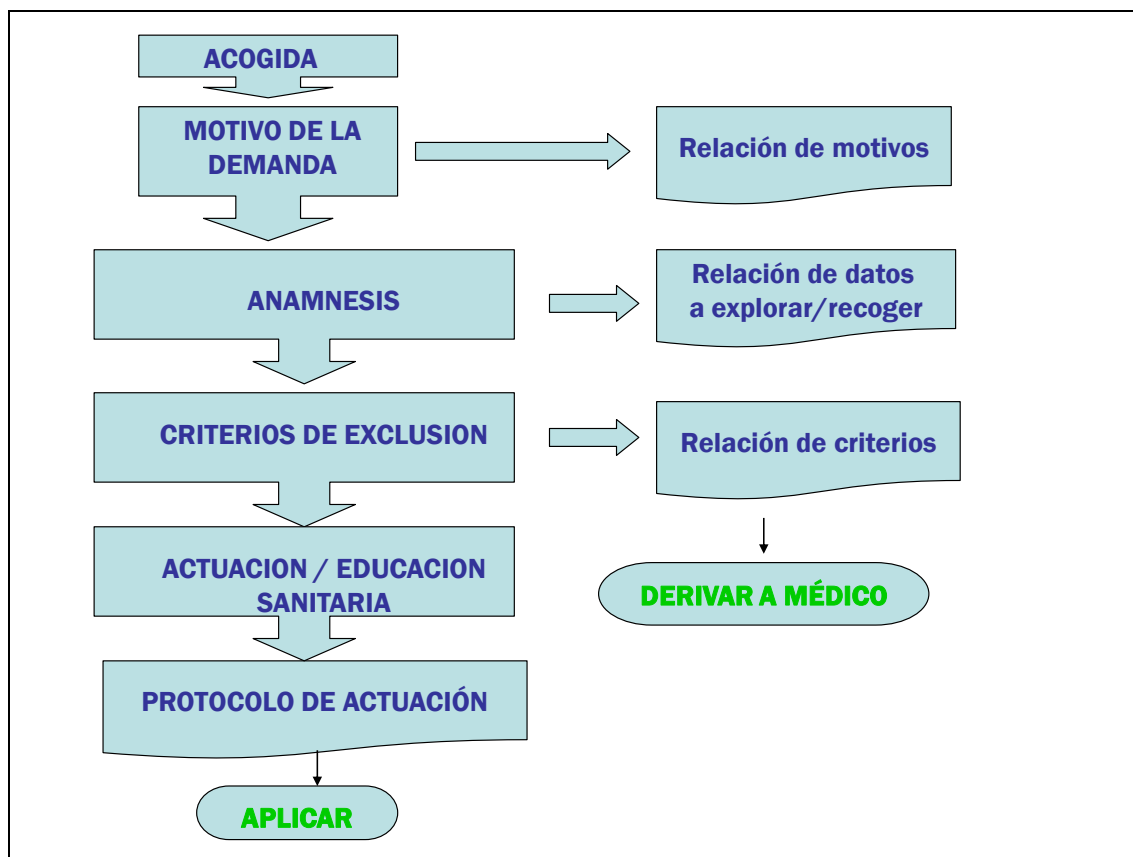 ACOGIDA
MOTIVO DE LA
DEMANDA
Relación de motivos
ANAMNESIS
Relación de datos
a explorar/recoger
CRITERIOS DE EXCLUSION
Relación de criterios
ACTUACION / EDUCACION
SANITARIA
DERIVAR A MÉDICO
PROTOCOLO DE ACTUACIÓN
APLICAR